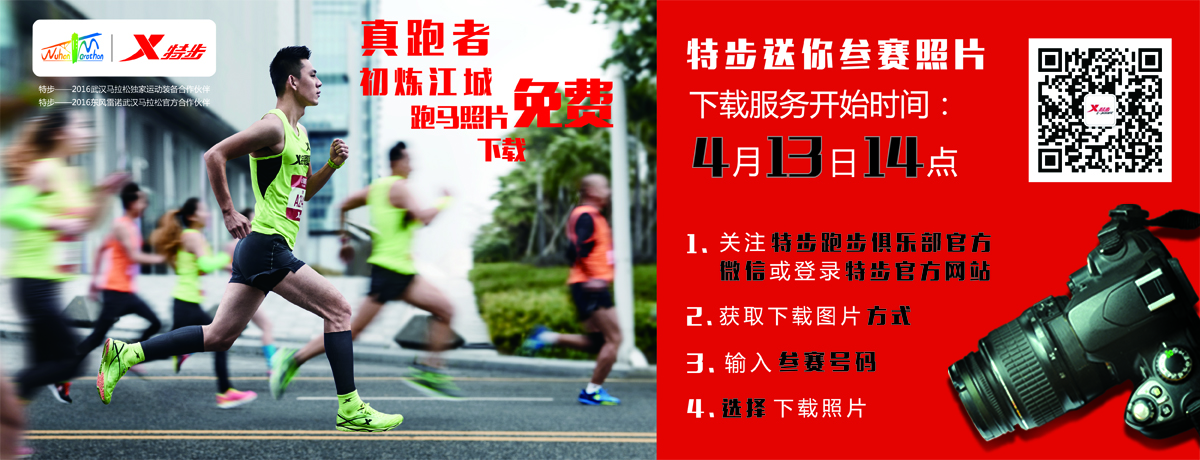 Wuhan Marathon
X 特步
特步——2016武汉马拉松独家运动装备合作伙伴
特步——2016东风雷诺武汉马拉松官方合作伙伴
真跑者
初炼江城
跑马照片免费
下载
特步送你参赛照片
下载服务开始时间：
4月13日14点
X特步
1.关注特步跑步俱乐部官方
微信或登录特步官方网站
2.获取下载图片方式
3.输入参赛号码
4.选择下载照片